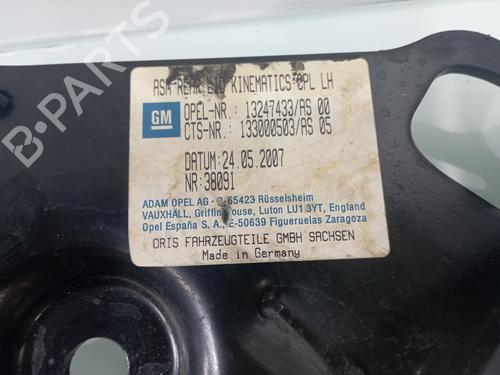 ASM REAR LID KINEMATICS CPL LH
GM
OPEL-NR.: 13247433/AS 00
CTS-NR.: 133000503/AS 05
DATUM: 24.05.2007
NR: 38091
ADAM OPEL AG - D-65423 Rüsselsheim
VAUXHALL, Griffin House, Luton LU1 3YT, England
Opel España S. A., E-50639 Figueruelas Zaragoza
ORIS FAHRZEUGTEILE GMBH SACHSEN
Made in Germany
B-PARTS